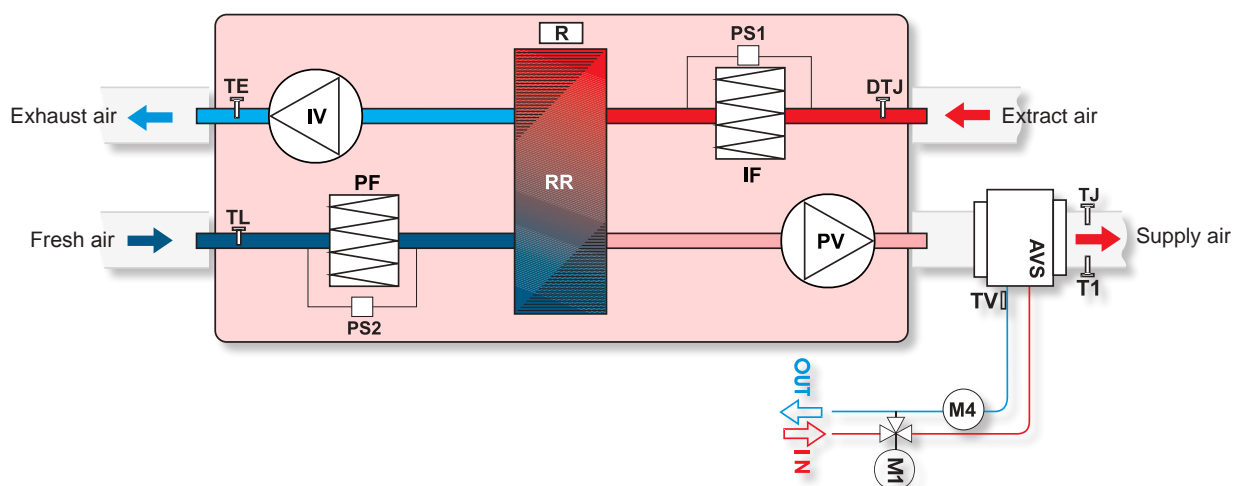 R
PS1
TE
DTJ
Exhaust air
IV
Extract air
IF
RR
PF
TL
TJ
Fresh air
PV
AVS
Supply air
T1
TV
PS2
OUT
M4
IN
M1